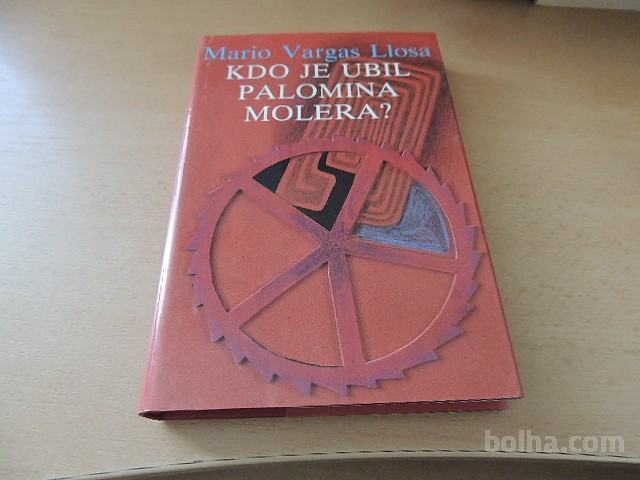 Mario Vargas Llosa
KDO JE UBIL
PALOMINA
MOLERA?
bolha.com